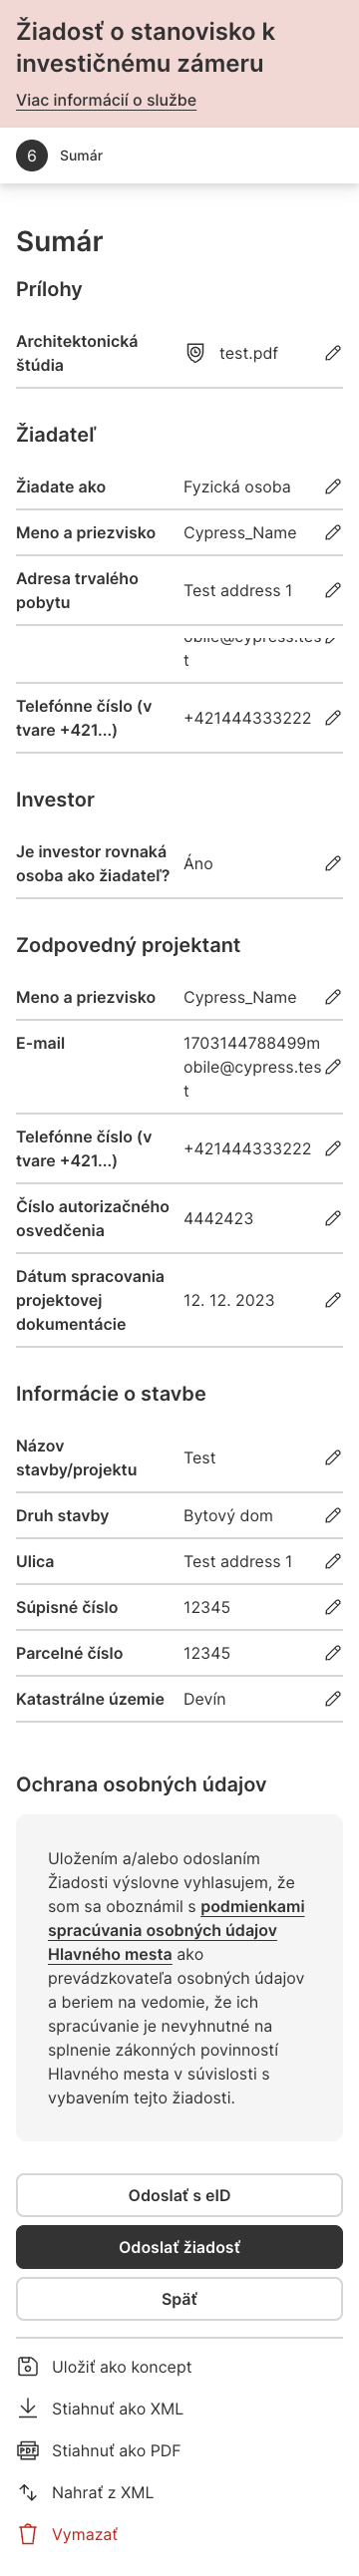 Žiadosť o stanovisko k
investičnému zámeru
Viac informácií o službe
6 Sumár
Sumár
Prílohy
Architektonická
štúdia
test.pdf
Žiadateľ
Žiadate ako Fyzická osoba
Meno a priezvisko Cypress_Name
Adresa trvalého
pobytu
Test address 1
obile@cypress.tes
t
Telefónne číslo (v
tvare +421...)
+421444333222
Investor
Je investor rovnaká
osoba ako žiadateľ?
Áno
Zodpovedný projektant
Meno a priezvisko Cypress_Name
E-mail 1703144788499m
obile@cypress.tes
t
Telefónne číslo (v
tvare +421...)
+421444333222
Číslo autorizačného
osvedčenia
4442423
Dátum spracovania
projektovej
dokumentácie
12. 12. 2023
Informácie o stavbe
Názov
stavby/projektu
Test
Druh stavby Bytový dom
Ulica Test address 1
Súpisné číslo 12345
Parcelné číslo 12345
Katastrálne územie Devín
Ochrana osobných údajov
Uložením a/alebo odoslaním
Žiadosti výslovne vyhlasujem, že
som sa oboznámil s podmienkami
spracúvania osobných údajov
Hlavného mesta ako
prevádzkovateľa osobných údajov
a beriem na vedomie, že ich
spracúvanie je nevyhnutné na
splnenie zákonných povinností
Hlavného mesta v súvislosti s
vybavením tejto žiadosti.
Odoslať s eID
Odoslať žiadosť
Späť
Uložiť ako koncept
Stiahnuť ako XML
PDF Stiahnuť ako PDF
Nahrať z XML
Vymazať